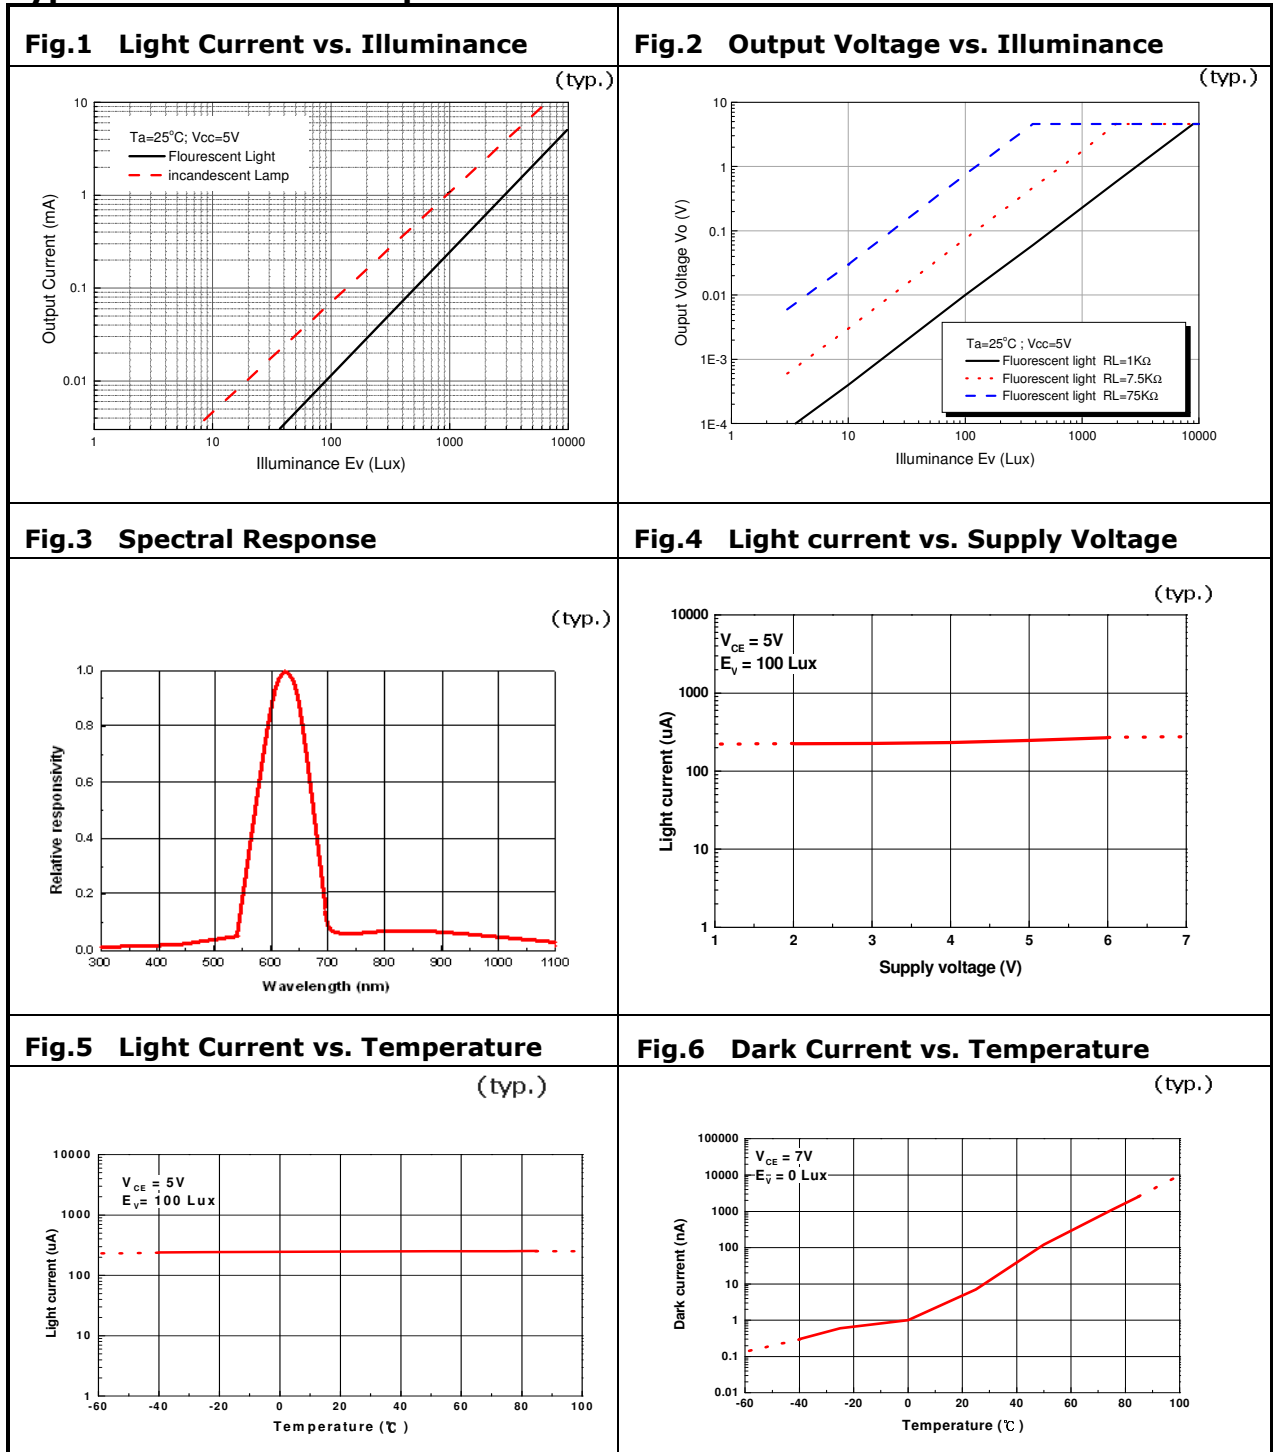 Fig.1 Light Current vs. Illuminance
(typ.)
10
1
0.1
0.01
Output Current (mA)
Ta=25°C; Vcc=5V
Flourescent Light
incandescent Lamp
1 10 100 1000 10000
Illuminance Ev (Lux)
Fig.2 Output Voltage vs. Illuminance
(typ.)
10
1
0.1
0.01
1E-3
1E-4
Ouput Voltage Vo (V)
Ta=25°C ; Vcc=5V
Fluorescent light RL=1KΩ
Fluorescent light RL=7.5KΩ
Fluorescent light RL=75KΩ
1 10 100 1000 10000
Illuminance Ev (Lux)
Fig.3 Spectral Response
(typ.)
1.0
0.8
0.6
0.4
0.2
0.0
Relative responsivity
300 400 500 600 700 800 900 1000 1100
Wavelength (nm)
Fig.4 Light current vs. Supply Voltage
(typ.)
10000
1000
100
10
1
Light current (uA)
VCE = 5V
EV = 100 Lux
1 2 3 4 5 6 7
Supply voltage (V)
Fig.5 Light Current vs. Temperature
(typ.)
10000
1000
100
10
1
Light current (uA)
VCE = 5V
EV= 100 Lux
-60 -40 -20 0 20 40 60 80 100
Temperature (℃)
Fig.6 Dark Current vs. Temperature
(typ.)
100000
10000
1000
100
10
1
0.1
0.01
Dark current (nA)
VCE = 7V
EV = 0 Lux
-60 -40 -20 0 20 40 60 80 100
Temperature (℃)